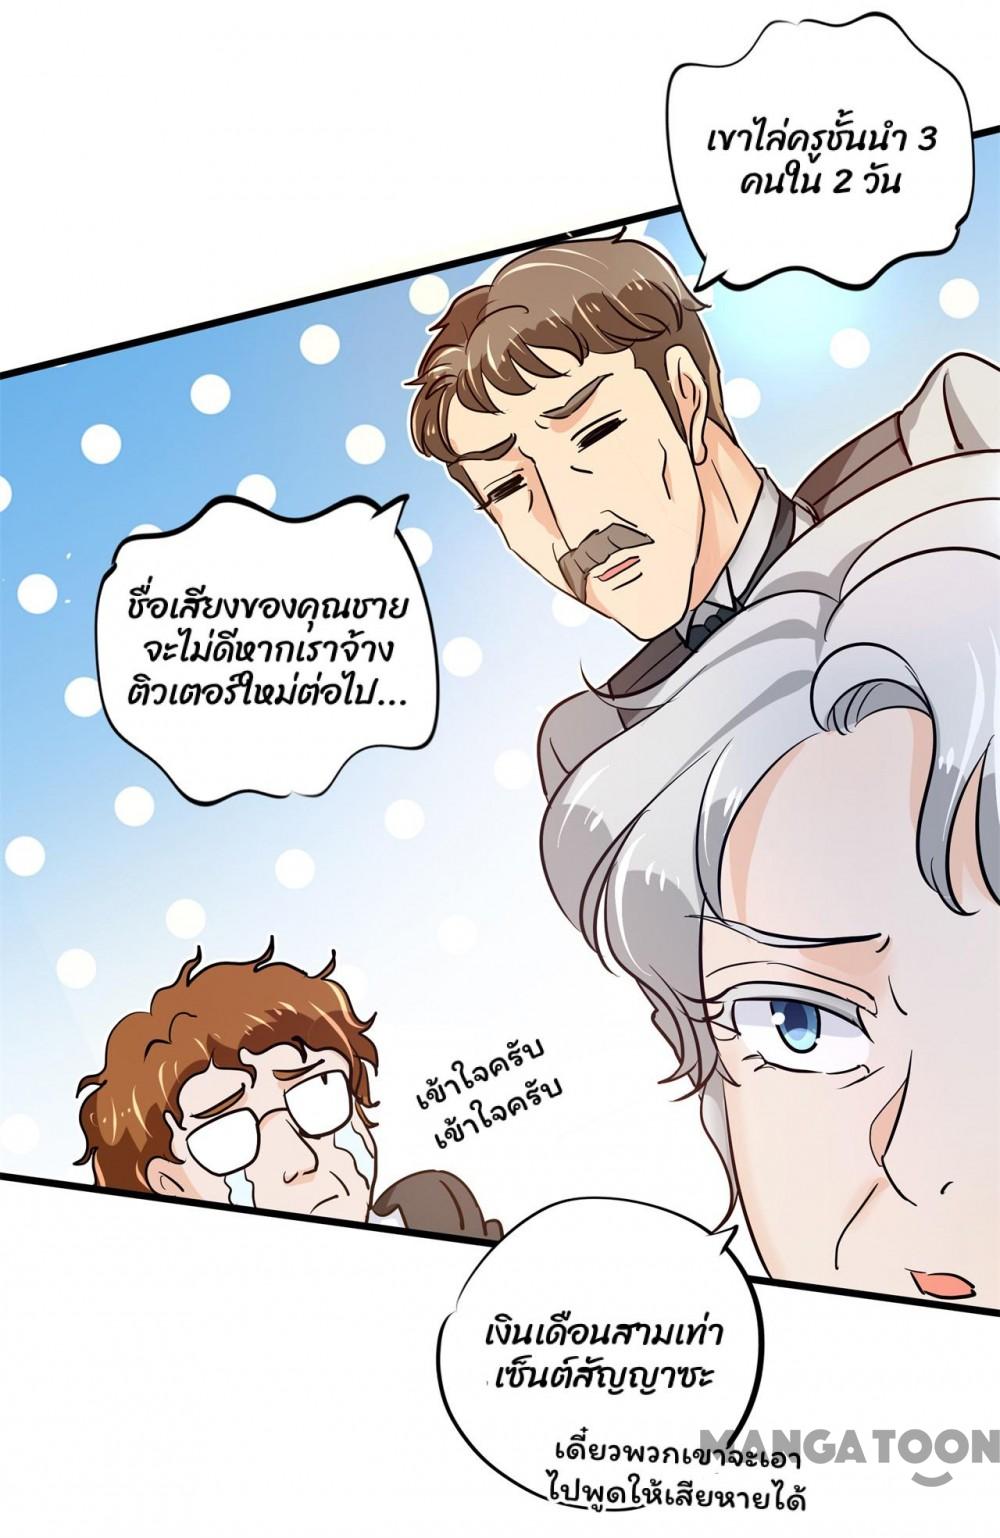 เขาไล่ครูชั้นนำ 3
คนใน 2 วัน
ชื่อเสียงของคุณชาย
จะไม่ดีหากเราจ้าง
ติวเตอร์ใหม่ต่อไป...
เข้าใจครับ
เข้าใจครับ
เงินเดือนสามเท่า
เซ็นต์สัญญาซะ
เดี๋ยวพวกเขาจะเอา
ไปพูดให้เสียหายได้
MANGATOON